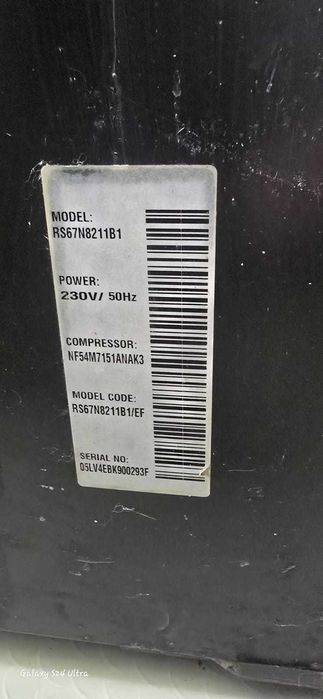 MODEL:
RS67N8211B1
POWER:
230V/ 50Hz
COMPRESSOR:
NF54M7151ANAK3
MODEL CODE:
RS67N8211B1/EF
SERIAL NO:
05LV4EBK900293F
Galaxy S24 Ultra